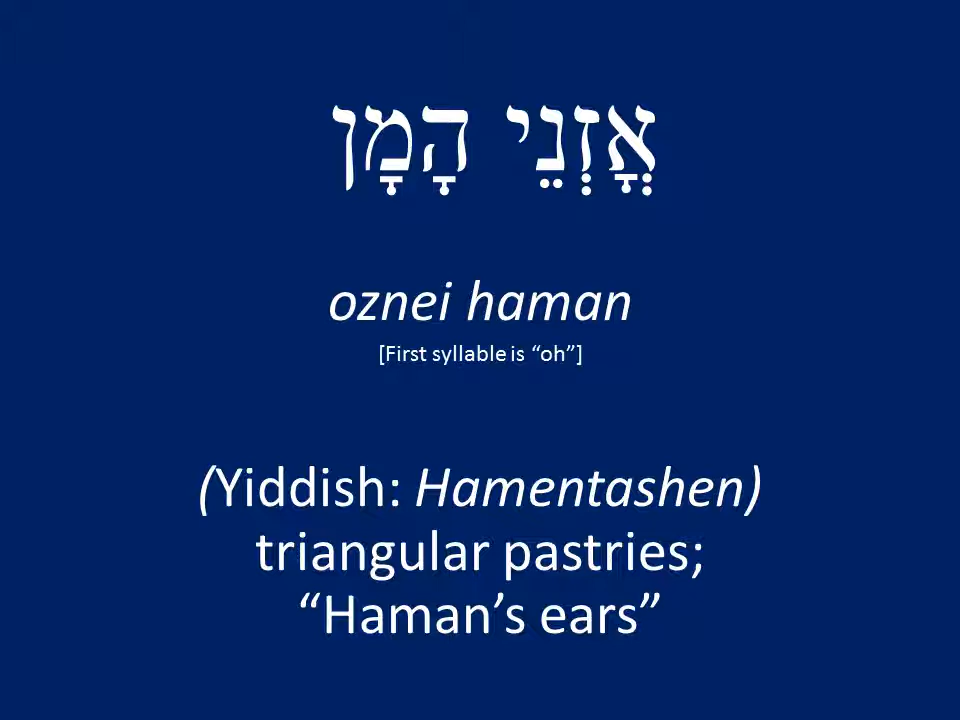 אֳזְנֵי הָמָן
oznei haman
[First syllable is “oh”]
(Yiddish: Hamentashen)
triangular pastries;
“Haman’s ears”